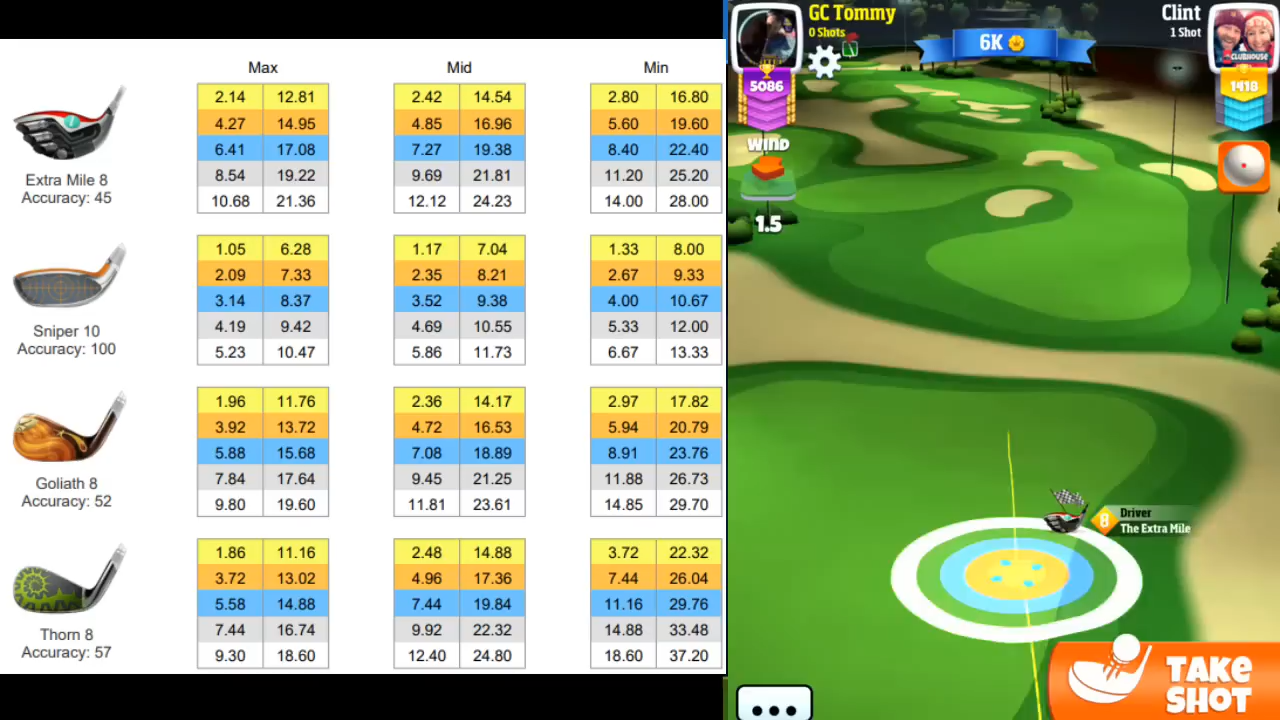 Max Mid Min
2.14 12.81 2.42 14.54 2.80 16.80
4.27 14.95 4.85 16.96 5.60 19.60
6.41 17.08 7.27 19.38 8.40 22.40
8.54 19.22 9.69 21.81 11.20 25.20
10.68 21.36 12.12 24.23 14.00 28.00
Extra Mile 8
Accuracy: 45
1.05 6.28 1.17 7.04 1.33 8.00
2.09 7.33 2.35 8.21 2.67 9.33
3.14 8.37 3.52 9.38 4.00 10.67
4.19 9.42 4.69 10.55 5.33 12.00
5.23 10.47 5.86 11.73 6.67 13.33
Sniper 10
Accuracy: 100
1.96 11.76 2.36 14.17 2.97 17.82
3.92 13.72 4.72 16.53 5.94 20.79
5.88 15.68 7.08 18.89 8.91 23.76
7.84 17.64 9.45 21.25 11.88 26.73
9.80 19.60 11.81 23.61 14.85 29.70
Goliath 8
Accuracy: 52
1.86 11.16 2.48 14.88 3.72 22.32
3.72 13.02 4.96 17.36 7.44 26.04
5.58 14.88 7.44 19.84 11.16 29.76
7.44 16.74 9.92 22.32 14.88 33.48
9.30 18.60 12.40 24.80 18.60 37.20
Thorn 8
Accuracy: 57
GC Tommy
0 Shots
5086
WIND
1.5
6K
Clint
1 Shot
CLUBHOUSE
1418
8
Driver
The Extra Mile
TAKE
SHOT